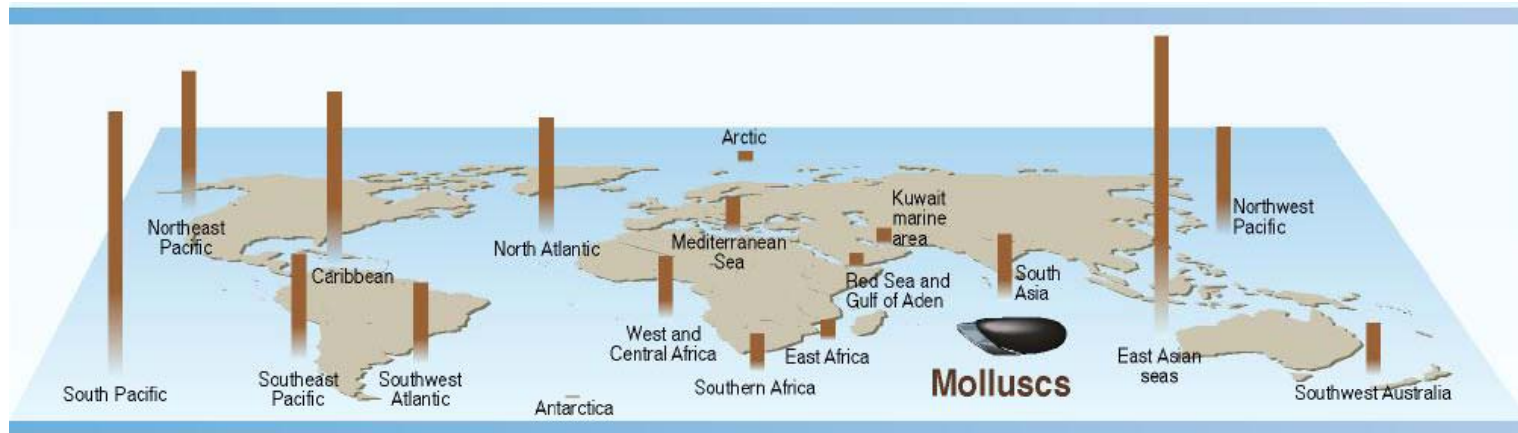 Arctic
Kuwait
marine
area
Northeast
Pacific
Northwest
Pacific
North Atlantic
Mediterranean
Sea
Caribbean
Red Sea and
Gulf of Aden
South
Asia
West and
Central Africa
East Africa
East Asian
seas
South Pacific
Southeast
Pacific
Southwest
Atlantic
Southern Africa
Molluscs
Southwest Australia
Antarctica